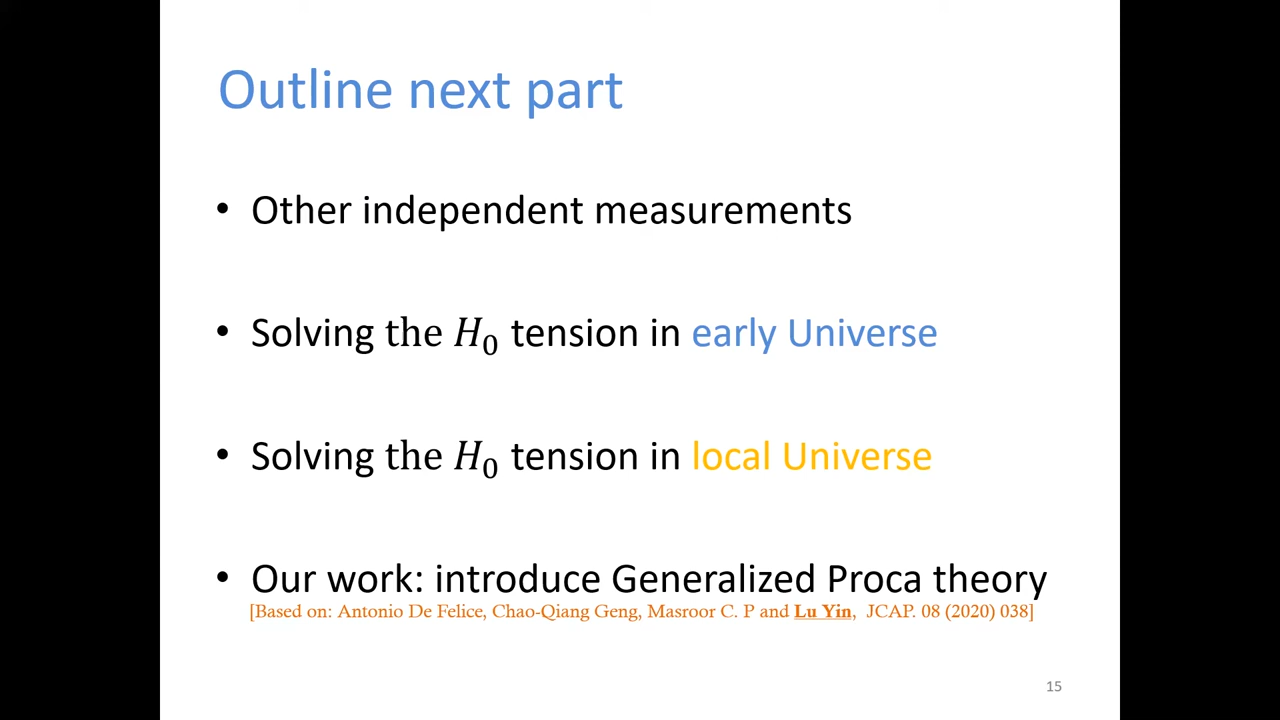 Outline next part
• Other independent measurements
• Solving the H₀ tension in early Universe
• Solving the H₀ tension in local Universe
• Our work: introduce Generalized Proca theory
[Based on: Antonio De Felice, Chao-Qiang Geng, Masroor C. P and Lu Yin, JCAP. 08 (2020) 038]
15